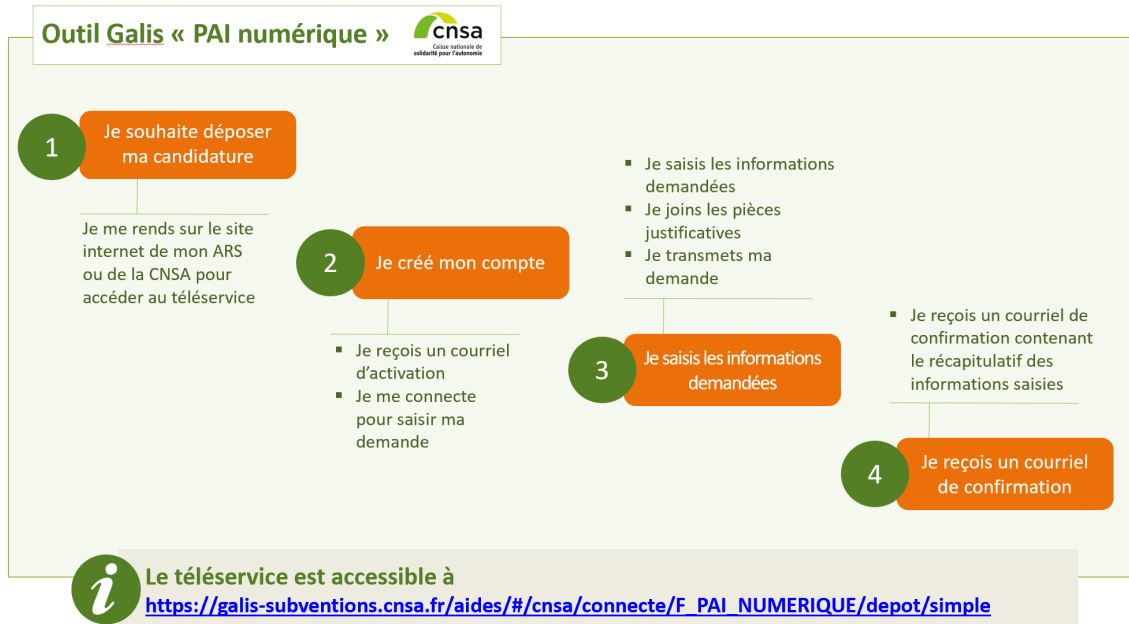 Outil Galis « PAI numérique »
cnsa
Caisse nationale de
solidarité pour l'autonomie
1
Je souhaite déposer
ma candidature
Je me rends sur le site
internet de mon ARS
ou de la CNSA pour
accéder au téléservice
2
Je créé mon compte
▪ Je reçois un courriel
d’activation
▪ Je me connecte
pour saisir ma
demande
▪ Je saisis les informations
demandées
▪ Je joins les pièces
justificatives
▪ Je transmets ma
demande
3
Je saisis les informations
demandées
▪ Je reçois un courriel de
confirmation contenant
le récapitulatif des
informations saisies
4
Je reçois un courriel
de confirmation
i
Le téléservice est accessible à
https://galis-subventions.cnsa.fr/aides/#/cnsa/connecte/F_PAI_NUMERIQUE/depot/simple